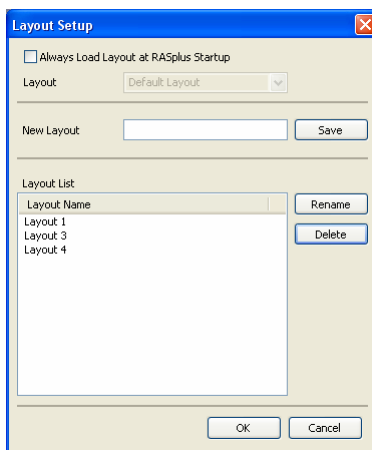 Layout Setup
Always Load Layout at RASplus Startup
Layout Default Layout
New Layout Save
Layout List
Layout Name Rename
Layout 1
Delete
Layout 3
Layout 4
OK Cancel